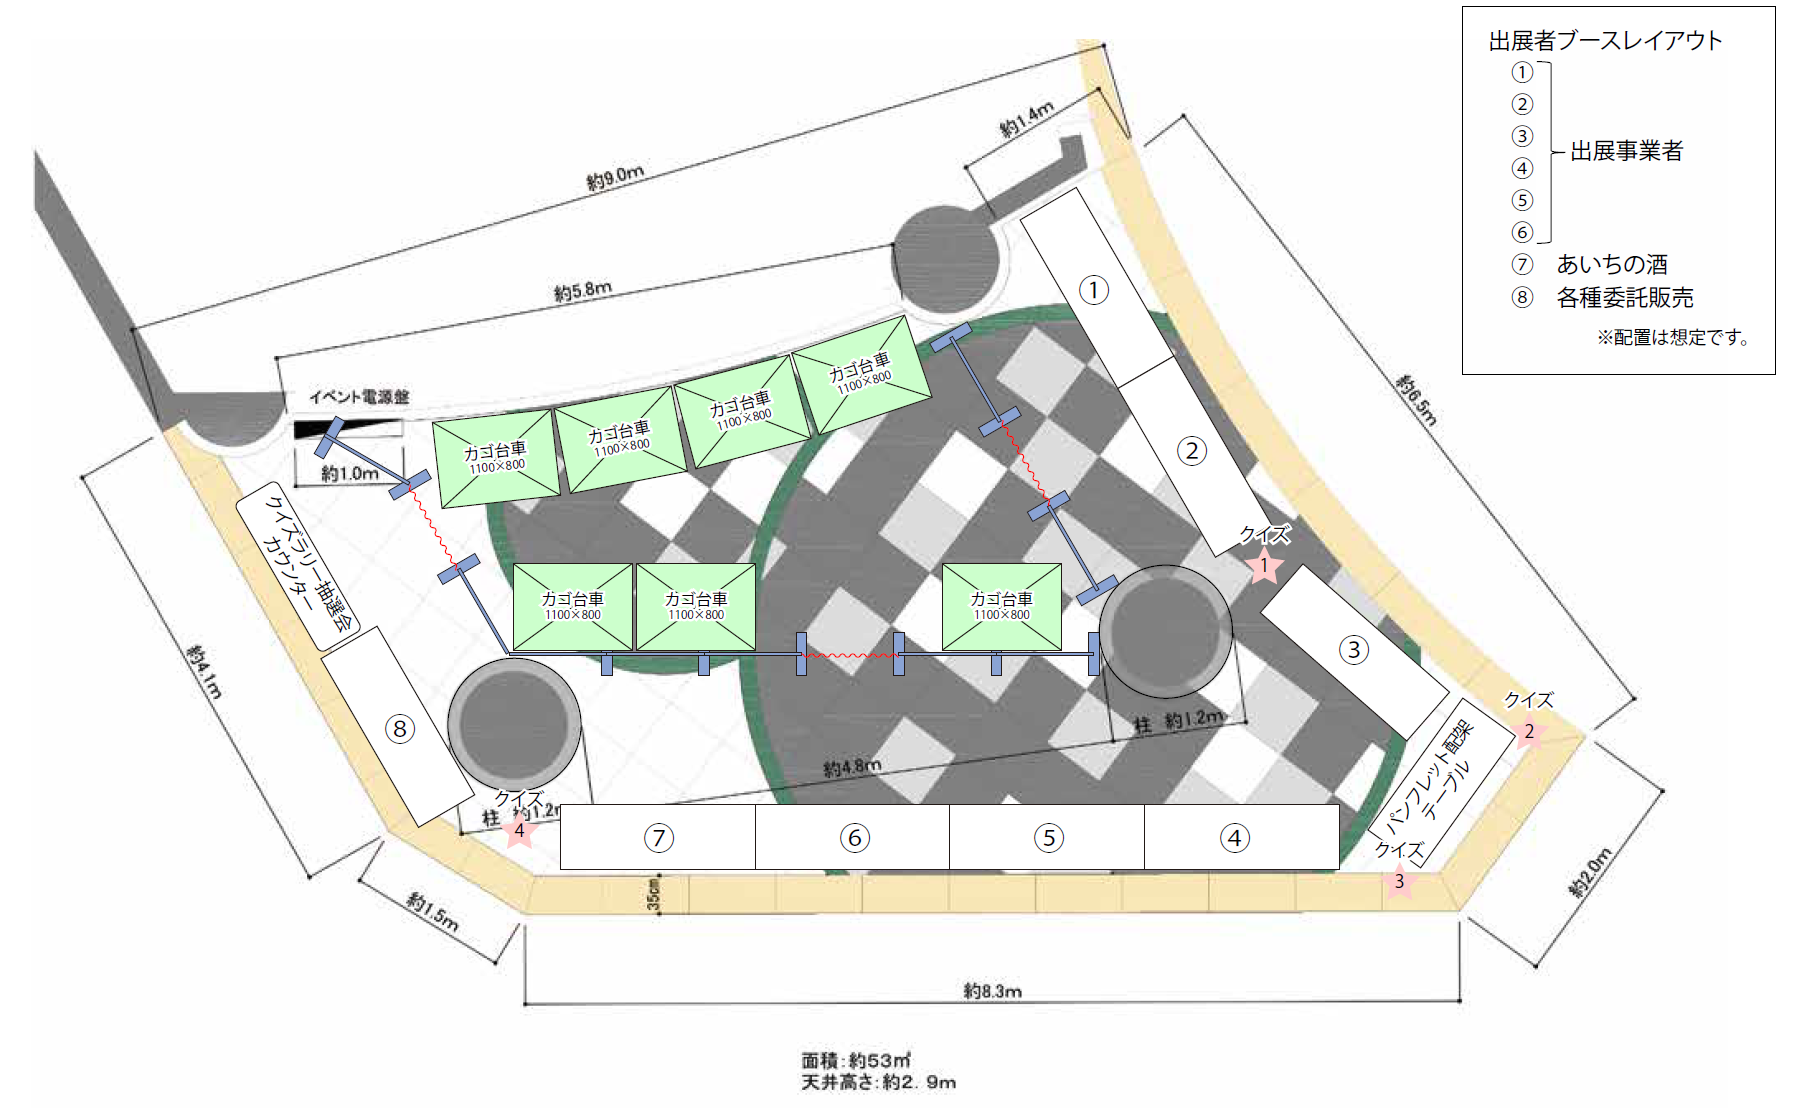 出展者ブースレイアウト
①
②
③
④
⑤
⑥
出展事業者
⑦ あいちの酒
⑧ 各種委託販売
※配置は想定です。
約9.0m
約1.4m
約5.8m
約6.5m
イベント電源盤
約1.0m
カゴ台車
1100×800
カゴ台車
1100×800
カゴ台車
1100×800
カゴ台車
1100×800
①
②
クイズ
1
クイズラリー抽選会
カウンター
カゴ台車
1100×800
カゴ台車
1100×800
カゴ台車
1100×800
③
約4.1m
⑧
柱 約1.2m
約4.8m
クイズ
2
パンフレット配架
テーブル
クイズ
4
柱 約1.2m
⑦
⑥
⑤
④
クイズ
3
35cm
約1.5m
約2.0m
約8.3m
面積:約53㎡
天井高さ:約2.9m